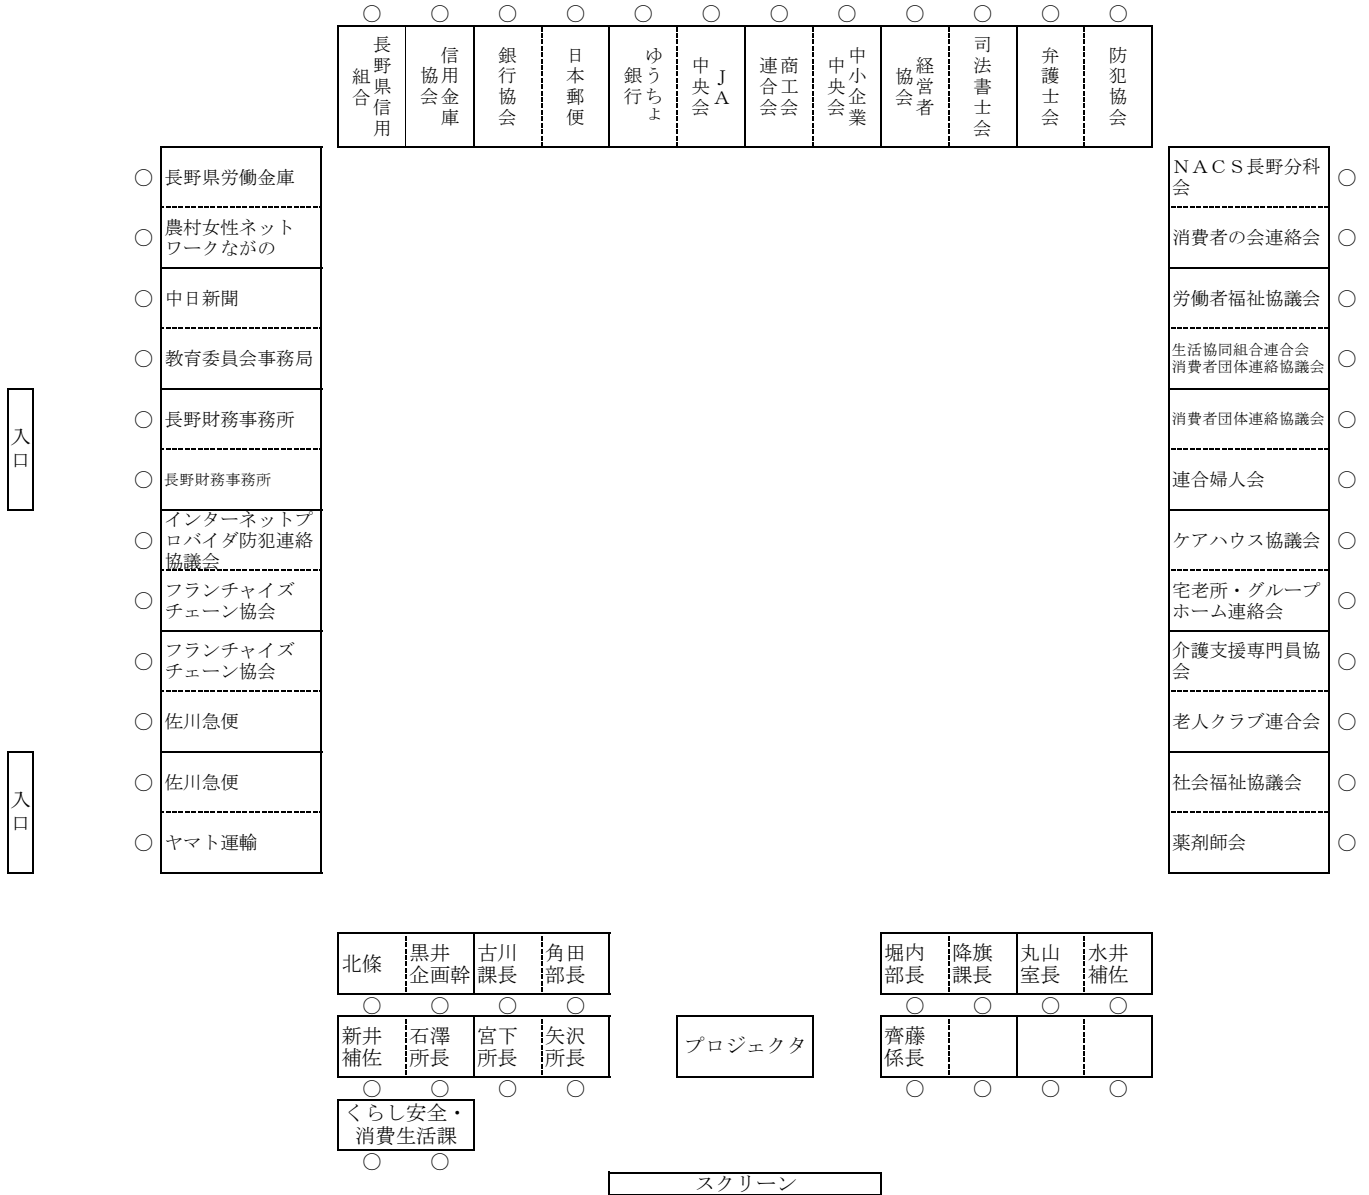 長野県信用
組合
信用金庫
協会
銀行協会
日本郵便
ゆうちょ
銀行
ＪＡ
中央会
商工会
連合会
中小企業
中央会
経営者
協会
司法書士会
弁護士会
防犯協会
長野県労働金庫
農村女性ネット
ワークながの
中日新聞
教育委員会事務局
長野財務事務所
長野財務事務所
インターネットプ
ロバイダ防犯連絡
協議会
フランチャイズ
チェーン協会
フランチャイズ
チェーン協会
佐川急便
佐川急便
ヤマト運輸
入口
入口
ＮＡＣＳ長野分科
会
消費者の会連絡会
労働者福祉協議会
生活協同組合連合会
消費者団体連絡協議会
消費者団体連絡協議会
連合婦人会
ケアハウス協議会
宅老所・グループ
ホーム連絡会
介護支援専門員協
会
老人クラブ連合会
社会福祉協議会
薬剤師会
北條
黒井
企画幹
古川
課長
角田
部長
堀内
部長
降旗
課長
丸山
室長
水井
補佐
新井
補佐
石澤
所長
宮下
所長
矢沢
所長
プロジェクタ
齊藤
係長
くらし安全・
消費生活課
スクリーン